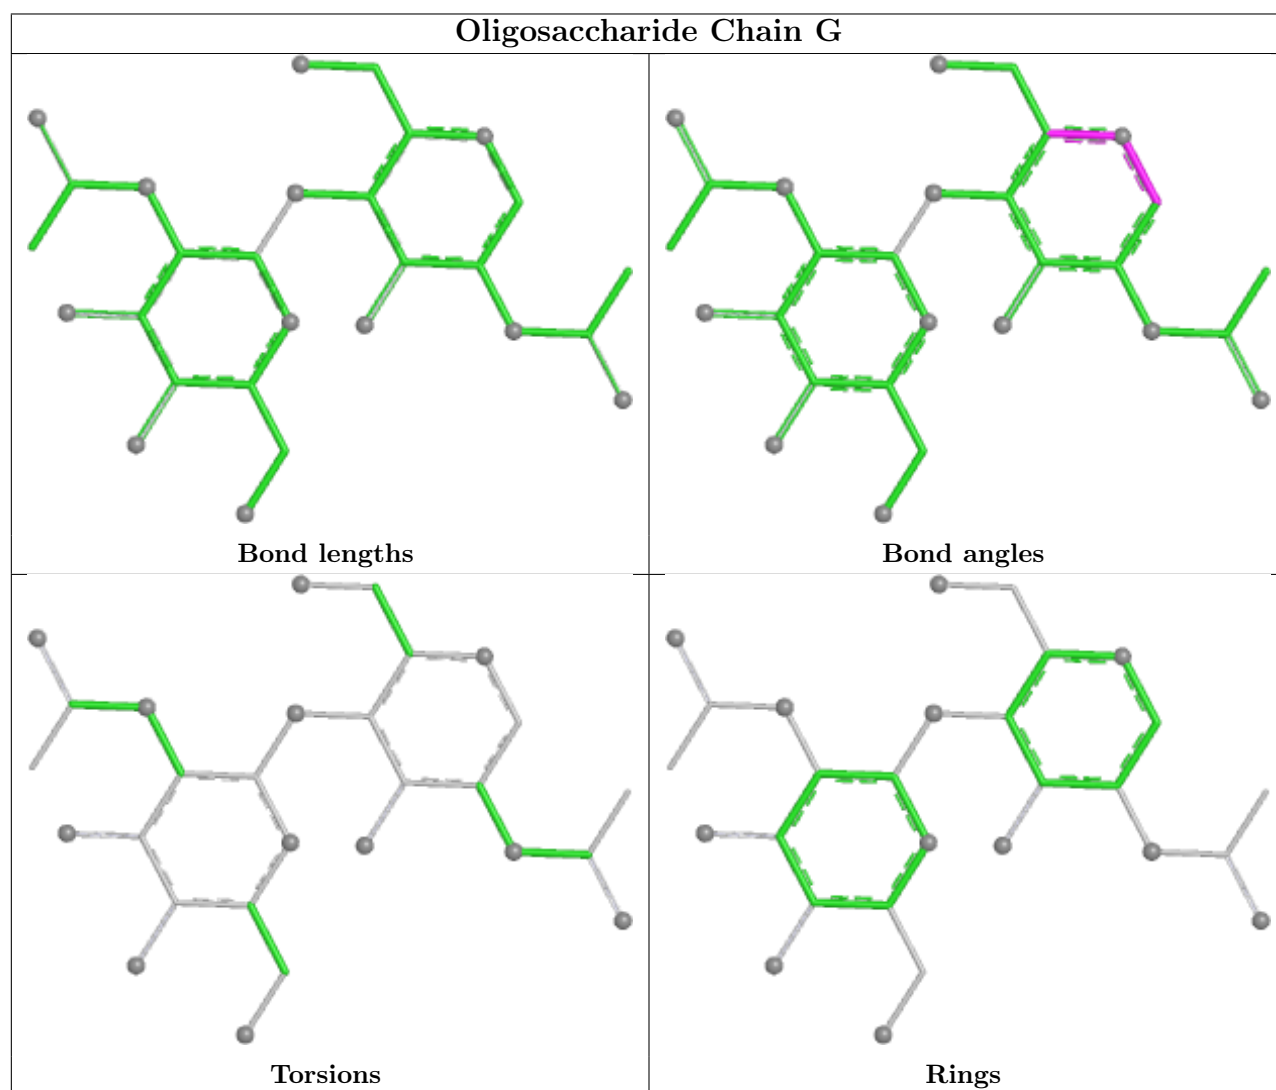 Oligosaccharide Chain G
Bond lengths
Bond angles
Torsions
Rings